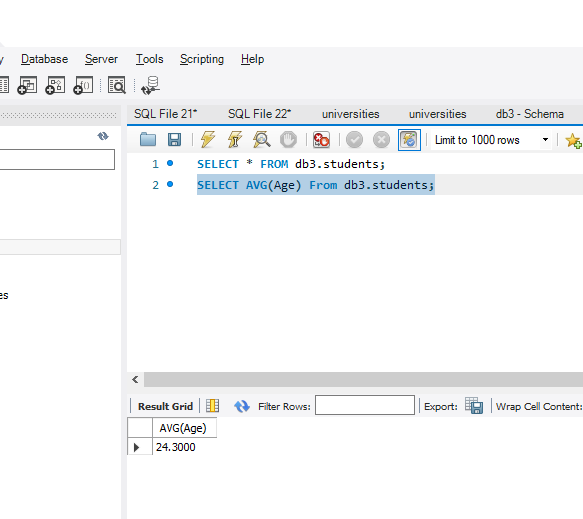 y Database Server Tools Scripting Help
SQL File 21* SQL File 22* universities universities db3 - Schema
Limit to 1000 rows
1 SELECT * FROM db3.students;
2 SELECT AVG(Age) From db3.students;
es
Result Grid Filter Rows: Export: Wrap Cell Content:
AVG(Age)
24.3000